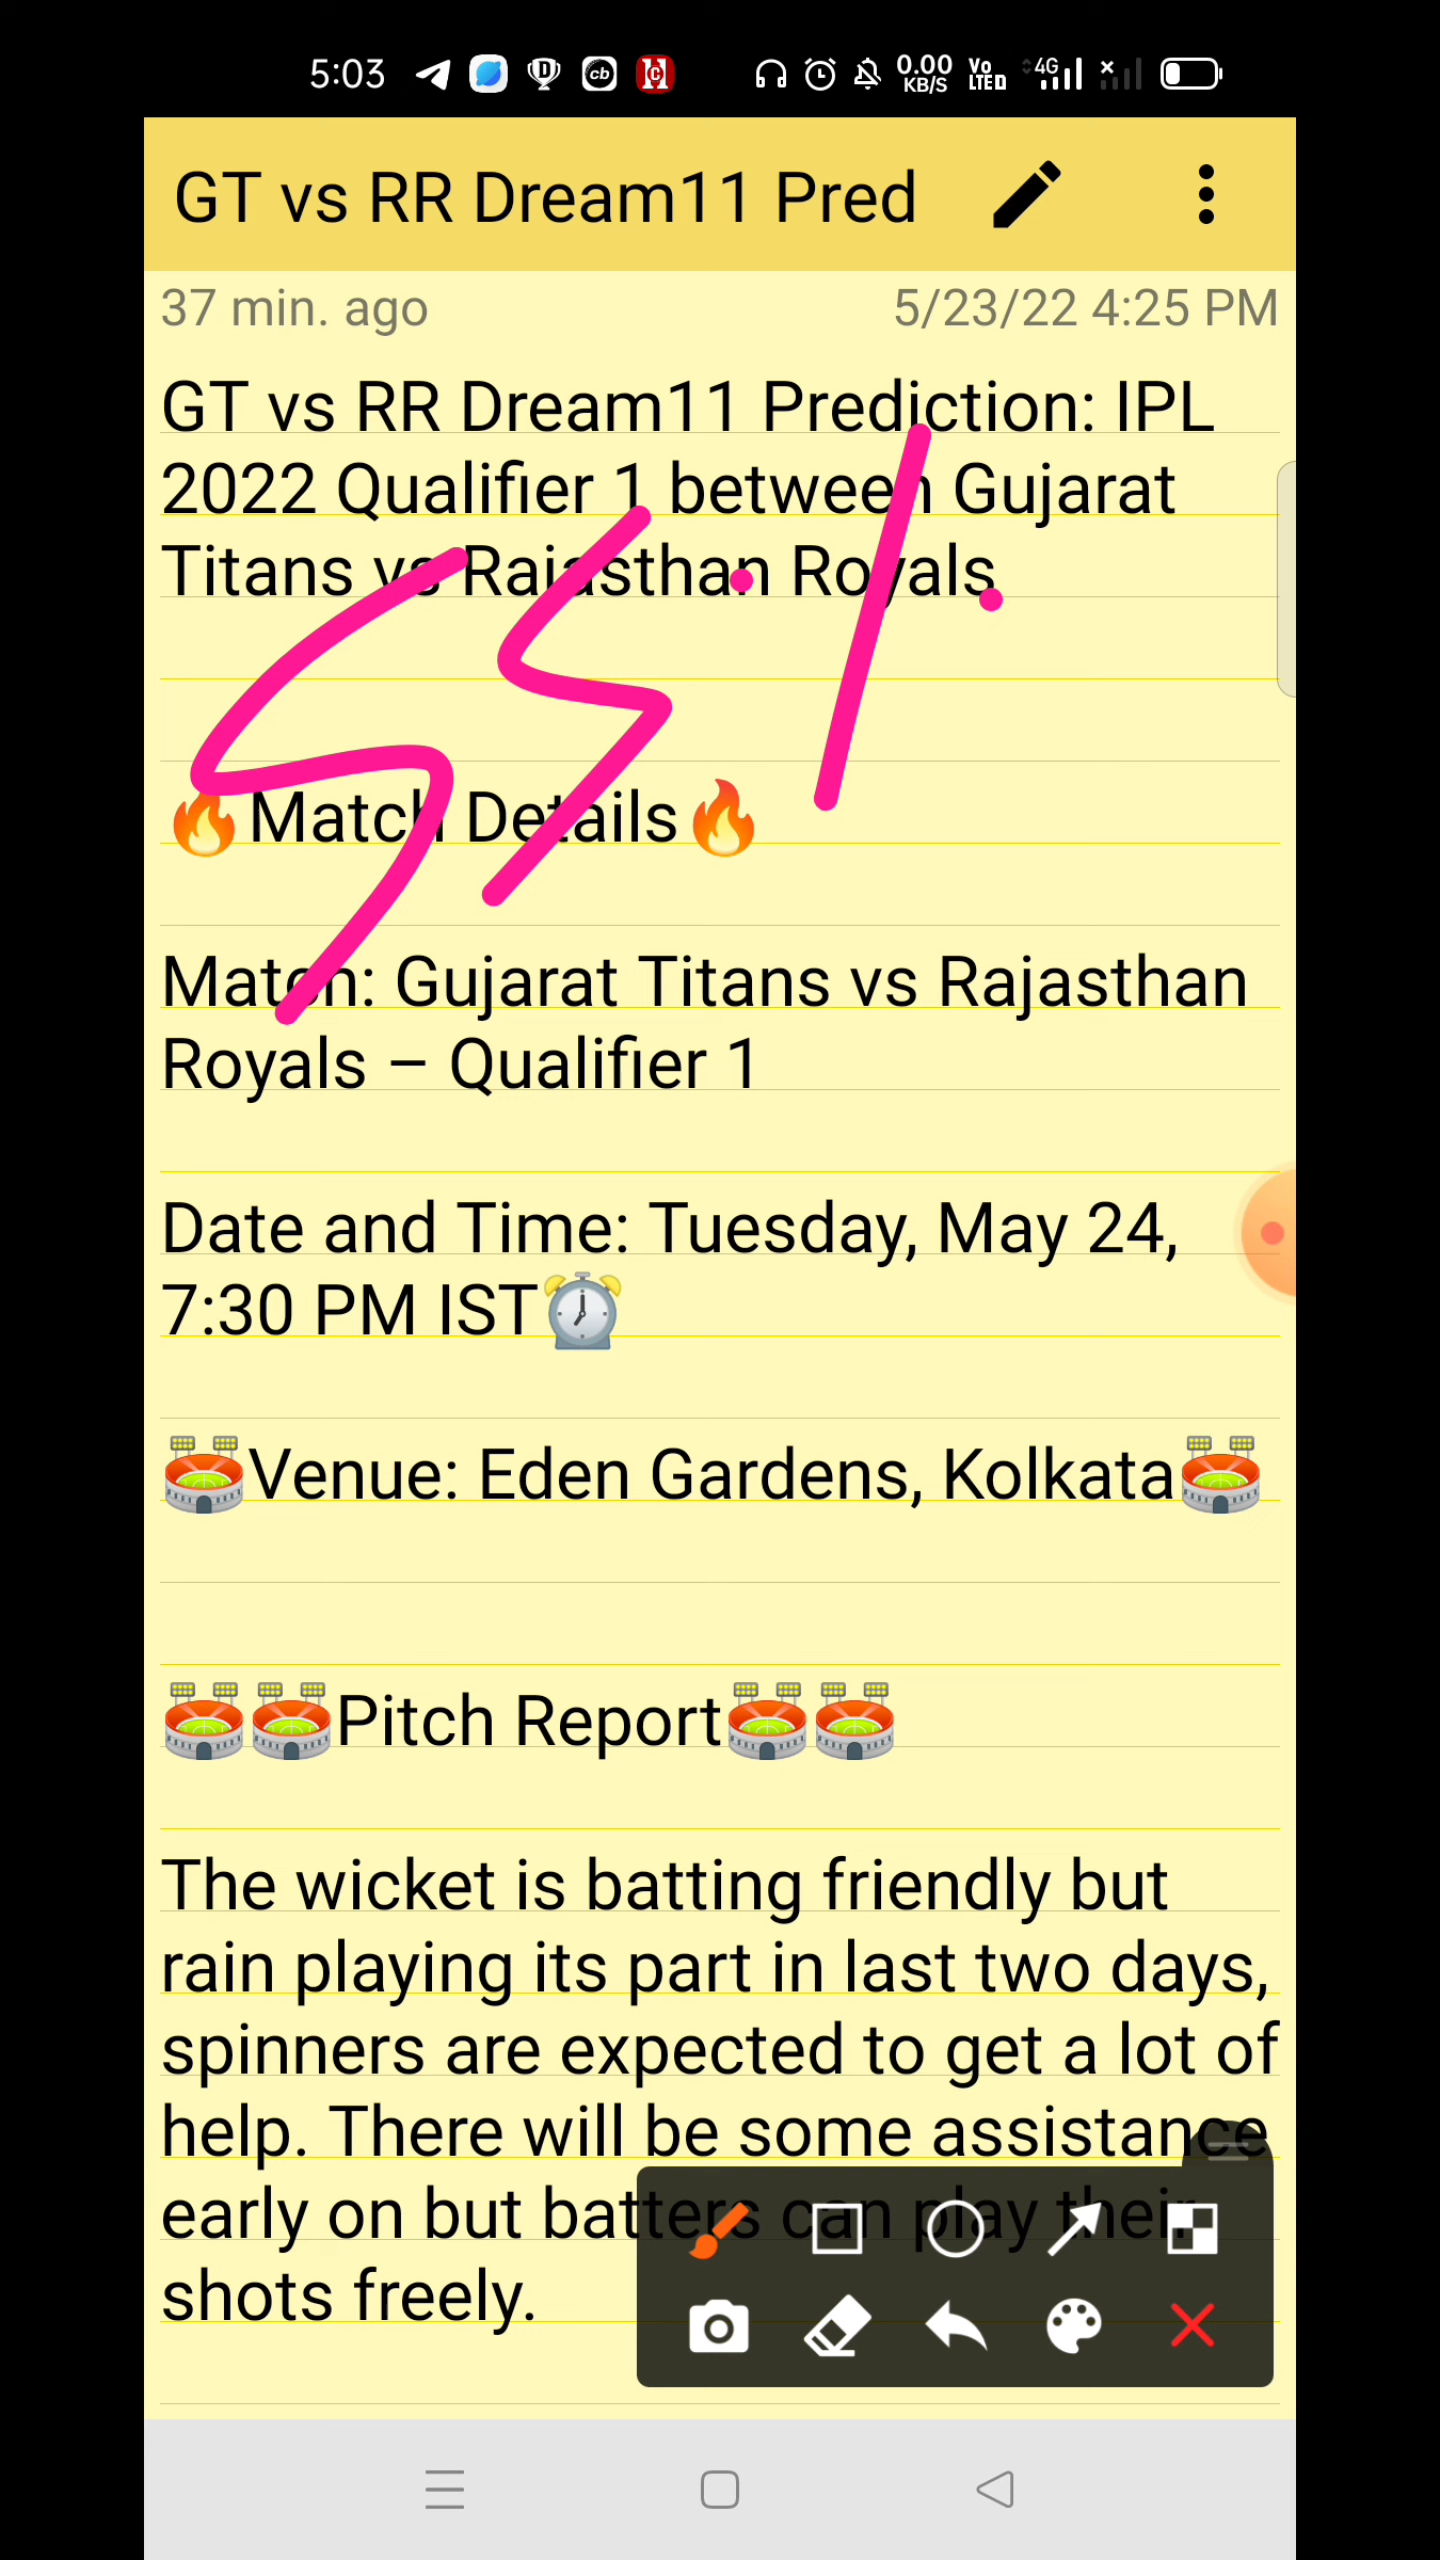 5:03 0.00 KB/S Vo LTE 4G
GT vs RR Dream11 Pred
37 min. ago 5/23/22 4:25 PM
GT vs RR Dream11 Prediction: IPL
2022 Qualifier 1 between Gujarat
Titans vs Rajasthan Royals.
🔥Match Details🔥
Match: Gujarat Titans vs Rajasthan
Royals – Qualifier 1
Date and Time: Tuesday, May 24,
7:30 PM IST⏰
🏟Venue: Eden Gardens, Kolkata🏟
🏟🏟Pitch Report🏟🏟
The wicket is batting friendly but
rain playing its part in last two days,
spinners are expected to get a lot of
help. There will be some assistance
early on but batters can play their
shots freely.